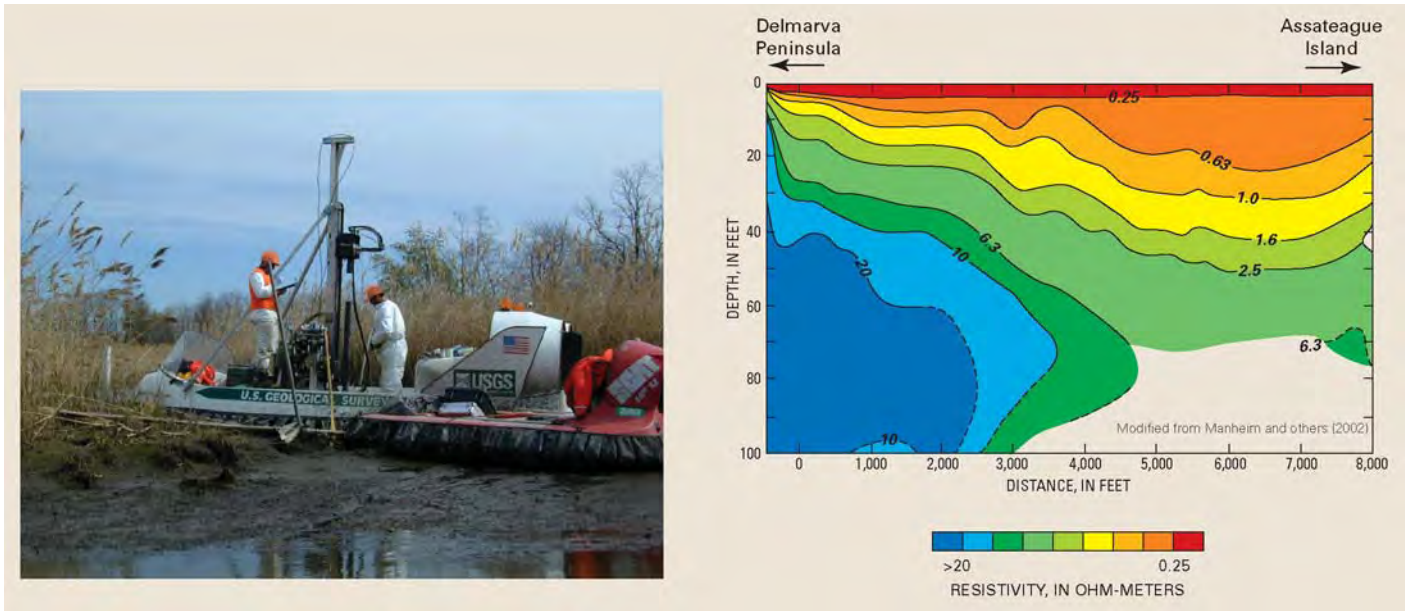 USGS
U.S. GEOLOGICAL SURVEY
Delmarva
Peninsula
Assateague
Island
0
20
40
60
80
100
DEPTH, IN FEET
0.25
0.63
1.0
1.6
2.5
6.3
10
20
10
6.3
Modified from Manheim and others (2002)
0 1,000 2,000 3,000 4,000 5,000 6,000 7,000 8,000
DISTANCE, IN FEET
>20 0.25
RESISTIVITY, IN OHM-METERS